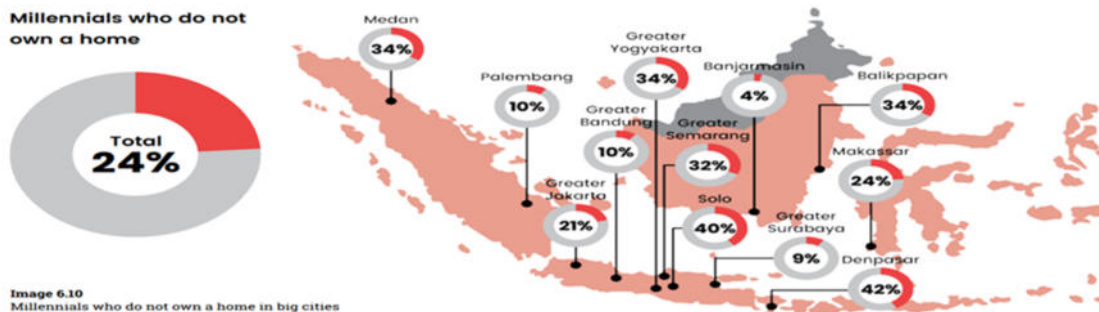 Millennials who do not
own a home
Total
24%
Medan
34%
Palembang
10%
Greater
Jakarta
21%
Greater
Bandung
10%
Greater
Yogyakarta
34%
Greater
Semarang
32%
Solo
40%
Banjarmasin
4%
Greater
Surabaya
9%
Balikpapan
34%
Makassar
24%
Denpasar
42%
Image 6.10
Millennials who do not own a home in big cities